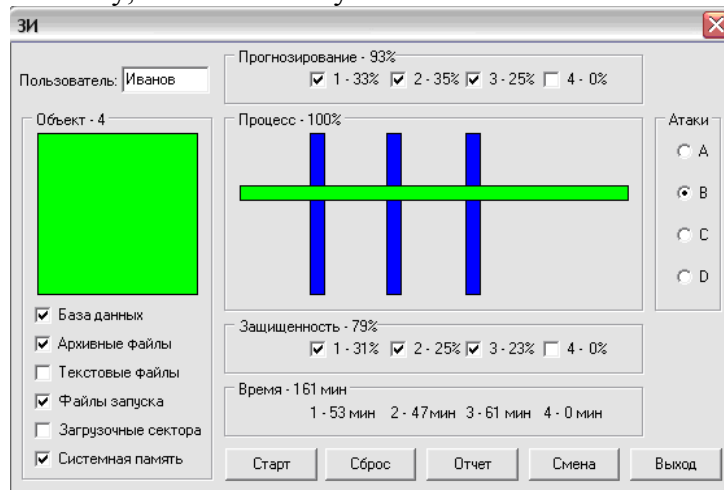 ЗИ
Пользователь: Иванов
Прогнозирование - 93%
1 - 33% 2 - 35% 3 - 25% 4 - 0%
Объект - 4
База данных
Архивные файлы
Текстовые файлы
Файлы запуска
Загрузочные сектора
Системная память
Процесс - 100%
Атаки
A
B
C
D
Защищенность - 79%
1 - 31% 2 - 25% 3 - 23% 4 - 0%
Время - 161 мин
1 - 53 мин 2 - 47мин 3 - 61 мин 4 - 0 мин
Старт Сброс Отчет Смена Выход